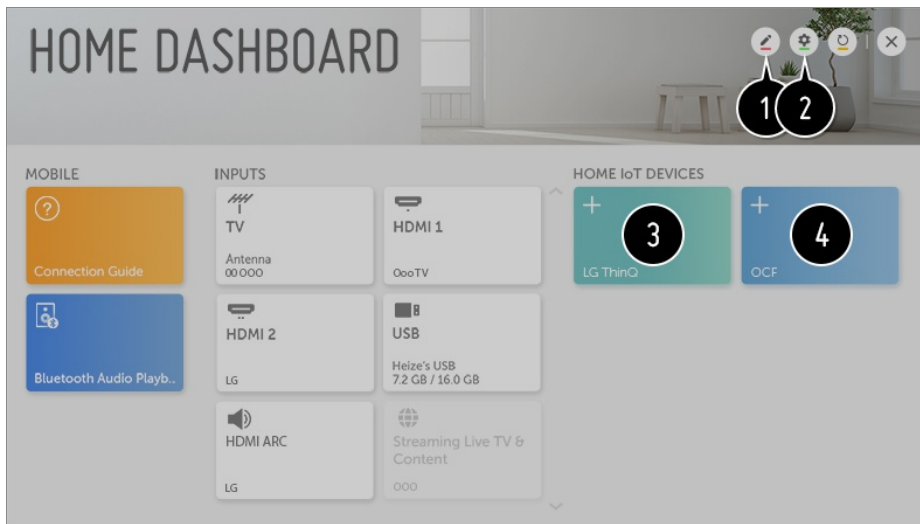 HOME DASHBOARD
1
2
MOBILE
Connection Guide
Bluetooth Audio Playb..
INPUTS
TV
Antenna
00 000
HDMI 1
OooTV
HDMI 2
LG
USB
Heize's USB
7.2 GB / 16.0 GB
HDMI ARC
LG
Streaming Live TV &
Content
000
HOME IoT DEVICES
3
LG ThinQ
4
OCF